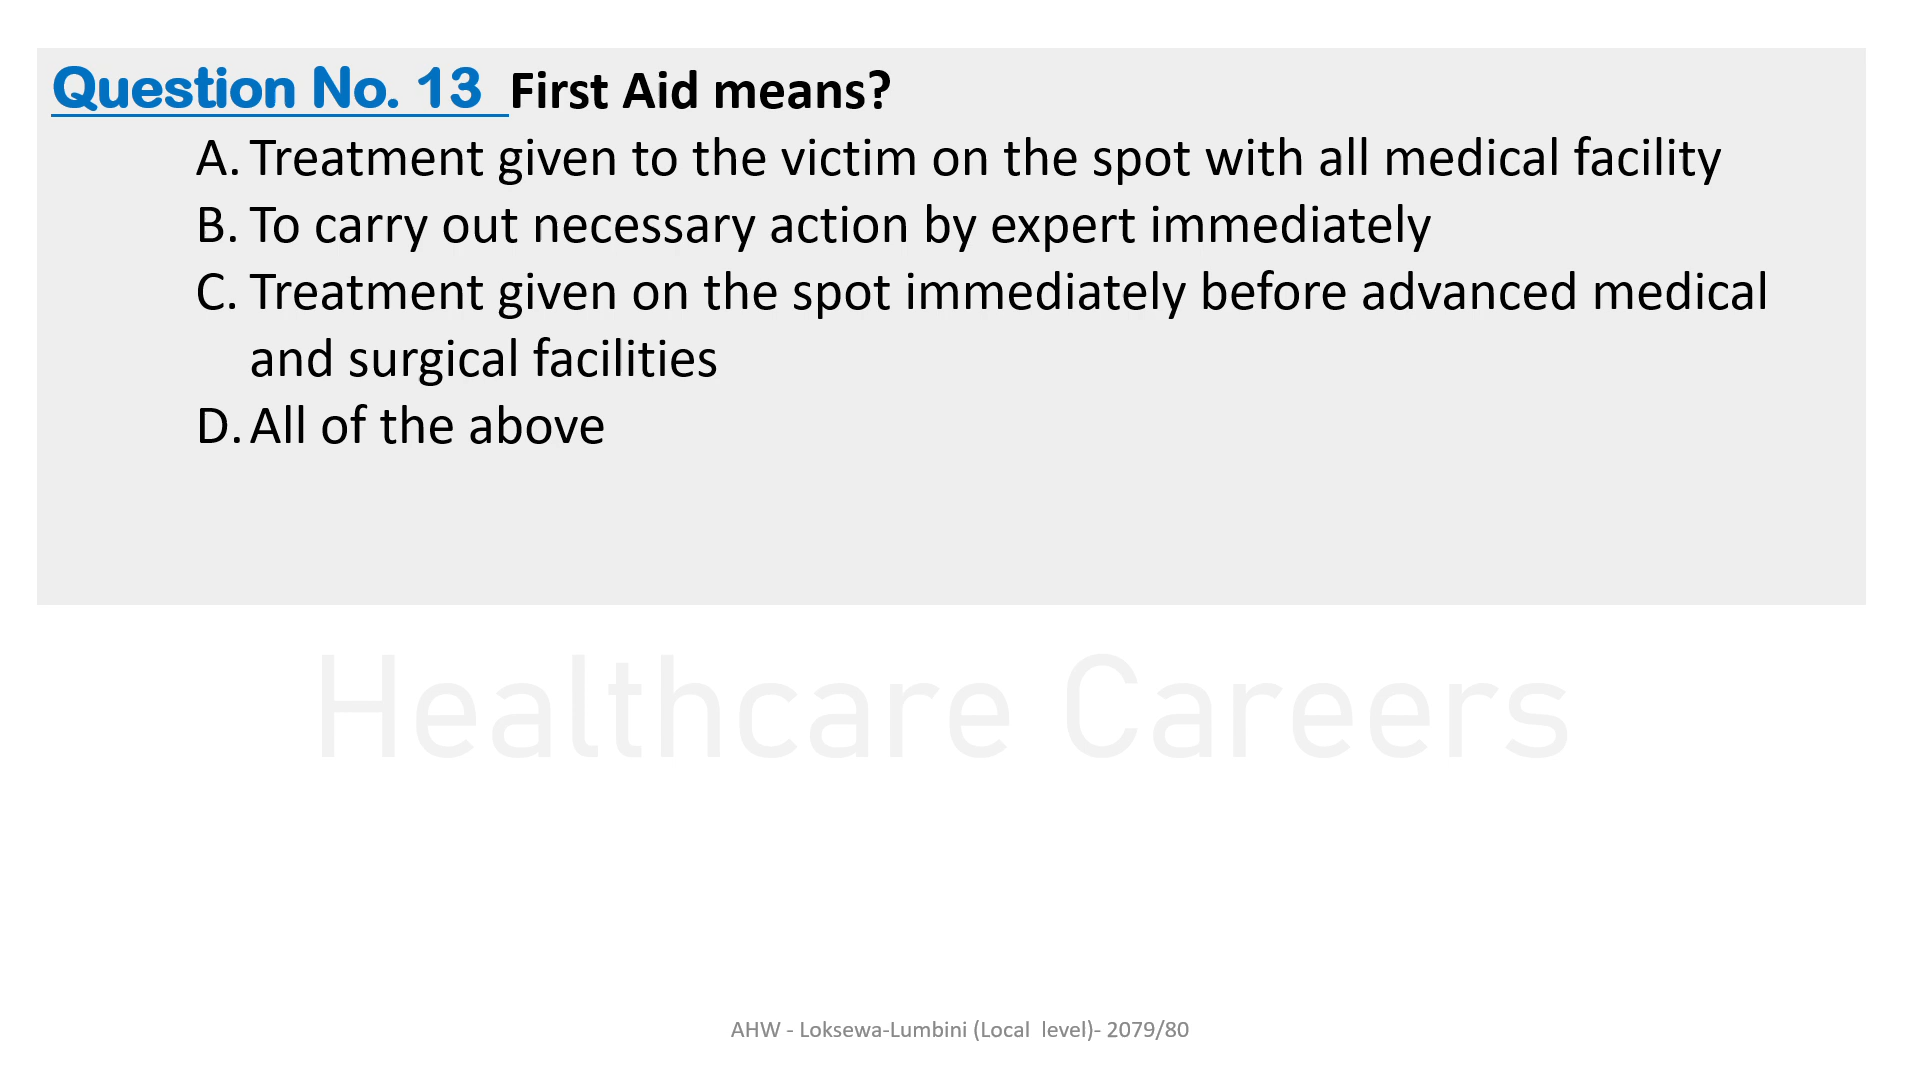 Question No. 13 First Aid means?
A. Treatment given to the victim on the spot with all medical facility
B. To carry out necessary action by expert immediately
C. Treatment given on the spot immediately before advanced medical
and surgical facilities
D. All of the above
Healthcare Careers
AHW - Loksewa-Lumbini (Local level)- 2079/80